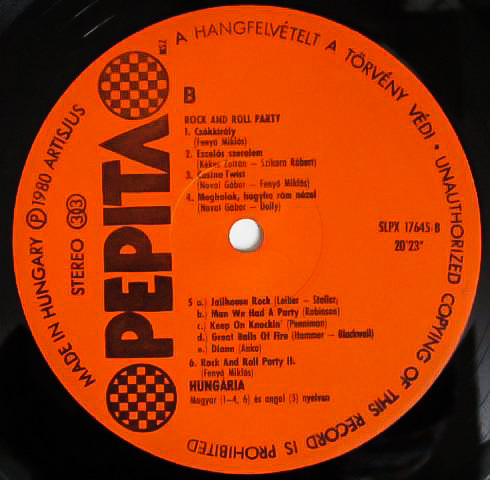 MADE IN HUNGARY Ⓟ 1980 ARTISJUS
MSZ A HANGFELVÉTELT A TÖRVÉNY VÉDI • UNAUTHORIZED COPYING OF THIS RECORD IS PROHIBITED
STEREO 33
PEPITA
B
ROCK AND ROLL PARTY
1. Csókkirály
(Fenyő Miklós)
2. Eszelős szerelem
(Kékes Zoltán – Szikora Róbert)
3. Casino Twist
(Novai Gábor – Fenyő Miklós)
4. Meghalok, hogyha rám nézel
(Novai Gábor – Dolly)
SLPX 17645 B
20'23"
5 a.) Jailhouse Rock (Leiber – Stoller)
b.) Man We Had A Party (Robinson)
c.) Keep On Knockin' (Penniman)
d.) Great Balls Of Fire (Hammer – Blackwell)
e.) Diana (Anka)
6. Rock And Roll Party II.
(Fenyő Miklós)
HUNGÁRIA
Magyar (1–4, 6) és angol (5) nyelven